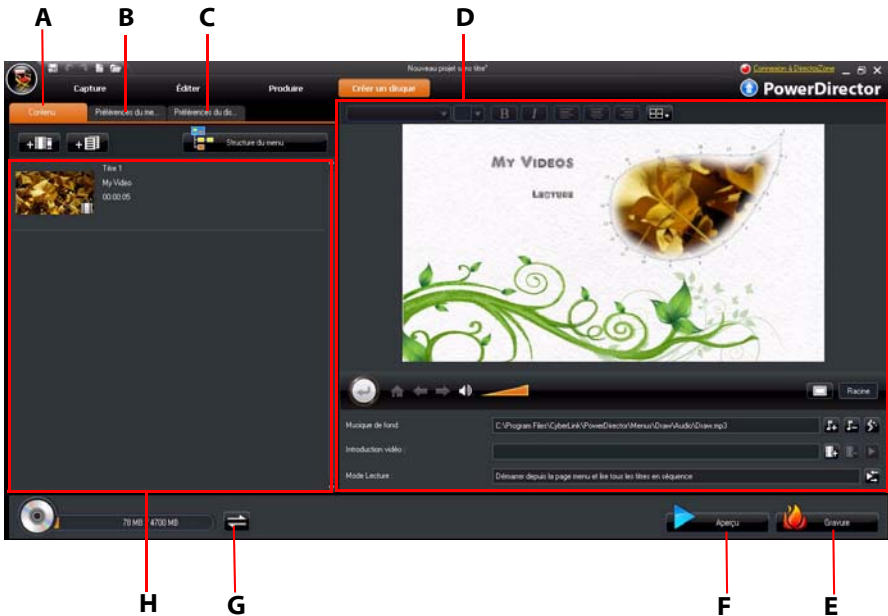 A B C D
Nouveau projet sans titre*
Connexion à DirectorZone
Capture Éditer Produire Créer un disque
PowerDirector
Contenu Préférences du me... Préférences du dis...
B I
Structure du menu
Titre 1
My Video
00:00:05
MY VIDEOS
LECTURE
Racine
Musique de fond C:\Program Files\CyberLink\PowerDirector\Menus\Draw\Audio\Draw.mp3
Introduction vidéo :
Mode Lecture : Démarrer depuis la page menu et lire tous les titres en séquence
78 MB / 4700 MB
Aperçu Gravure
H G F E